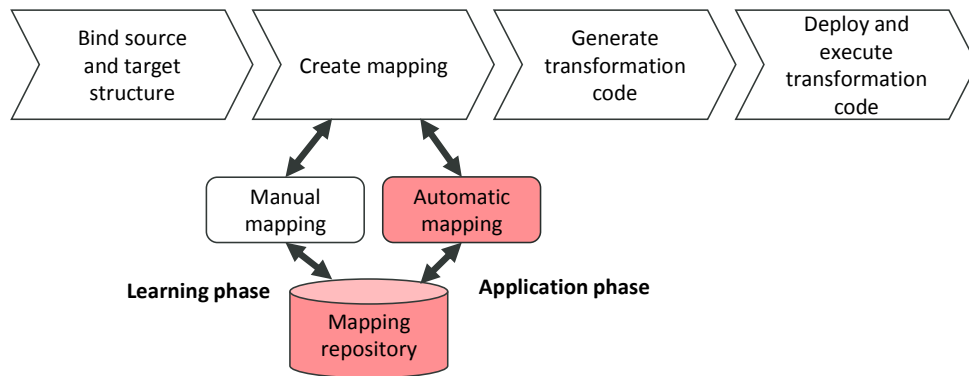 Bind source
and target
structure
Create mapping
Generate
transformation
code
Deploy and
execute
transformation
code
Manual
mapping
Automatic
mapping
Learning phase
Application phase
Mapping
repository